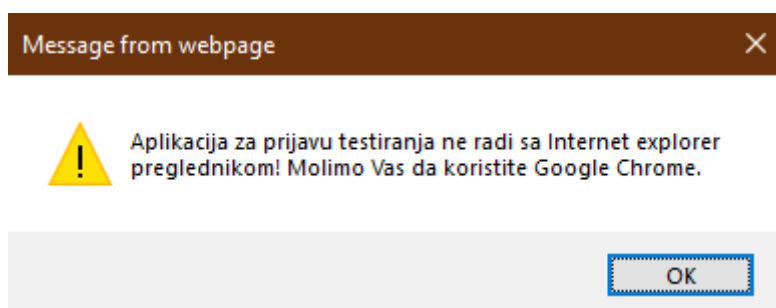 Message from webpage
Aplikacija za prijavu testiranja ne radi sa Internet explorer
preglednikom! Molimo Vas da koristite Google Chrome.
OK